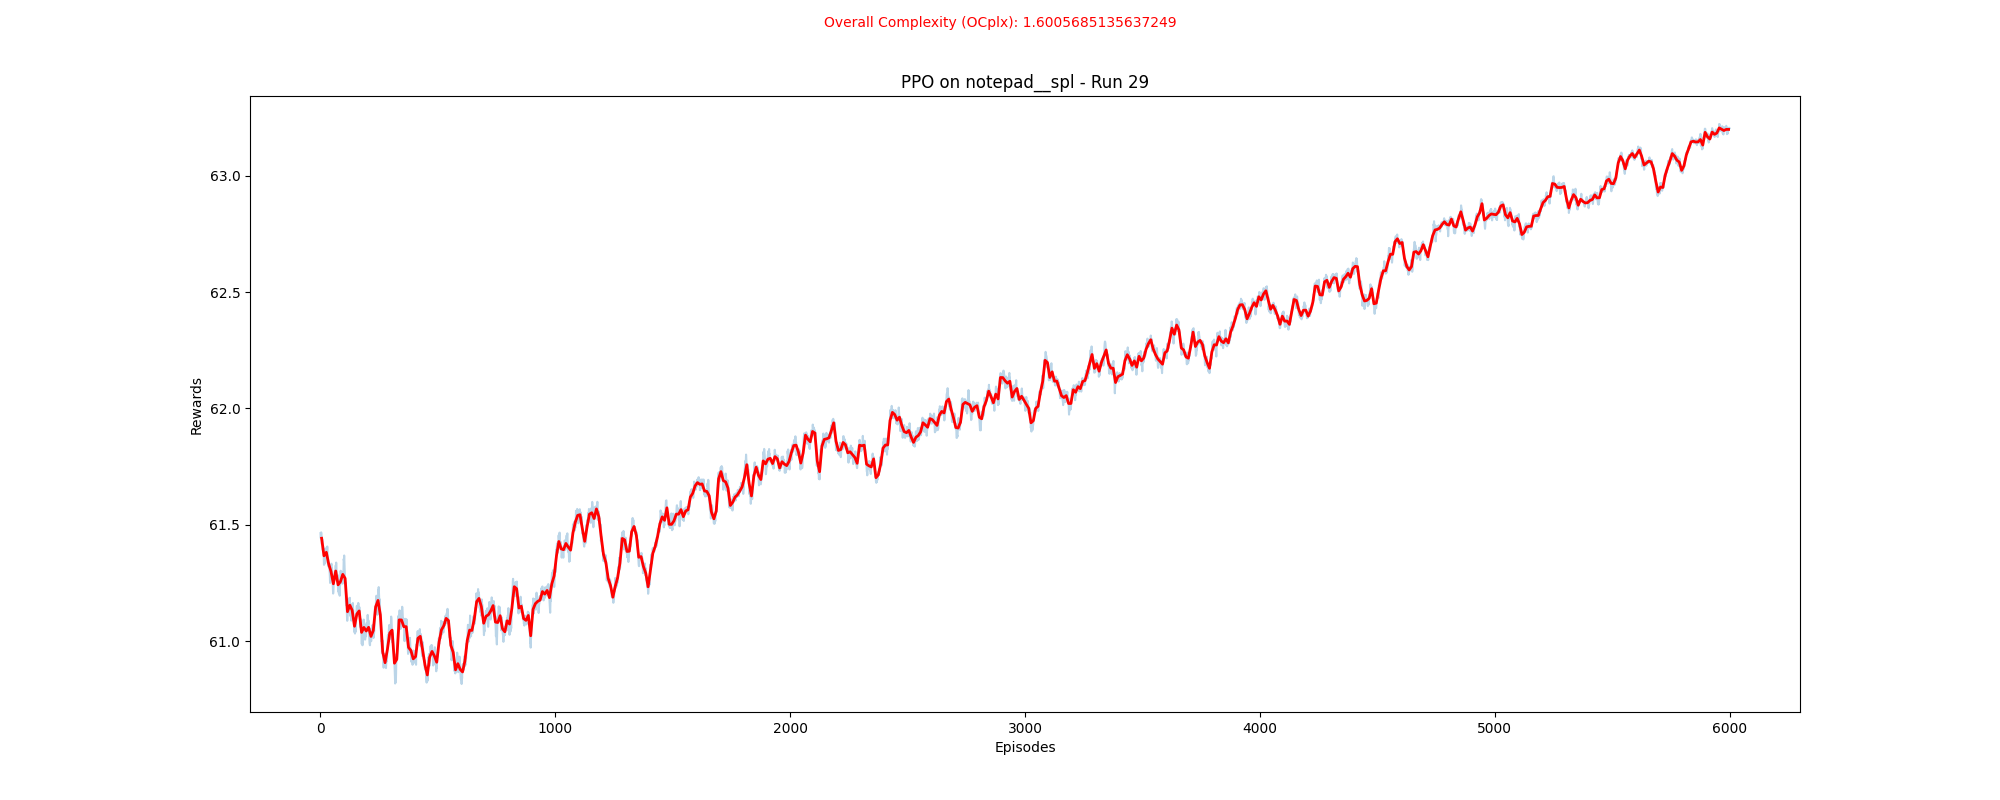 Overall Complexity (OCplx): 1.6005685135637249
PPO on notepad__spl - Run 29
63.0
62.5
62.0
61.5
61.0
Rewards
0 1000 2000 3000 4000 5000 6000
Episodes